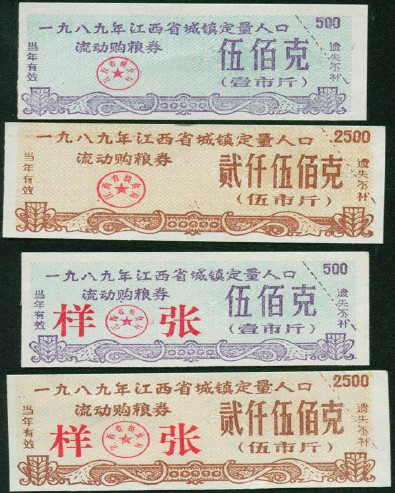 一九八九年江西省城镇定量人口
500
流动购粮券
伍佰克
(壹市斤)
当年有效
遗失不补
一九八九年江西省城镇定量人口
2500
流动购粮券
贰仟伍佰克
(伍市斤)
当年有效
遗失不补
一九八九年江西省城镇定量人口
500
流动购粮券
伍佰克
样 张
(壹市斤)
当年有效
遗失不补
一九八九年江西省城镇定量人口
2500
流动购粮券
贰仟伍佰克
样 张
(伍市斤)
当年有效
遗失不补